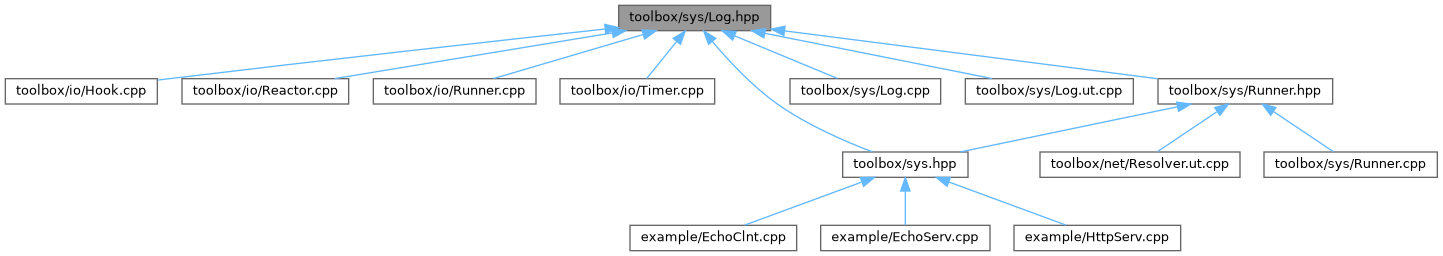 toolbox/sys/Log.hpp
toolbox/io/Hook.cpp
toolbox/io/Reactor.cpp
toolbox/io/Runner.cpp
toolbox/io/Timer.cpp
toolbox/sys/Log.cpp
toolbox/sys/Log.ut.cpp
toolbox/sys/Runner.hpp
toolbox/sys.hpp
toolbox/net/Resolver.ut.cpp
toolbox/sys/Runner.cpp
example/EchoClnt.cpp
example/EchoServ.cpp
example/HttpServ.cpp